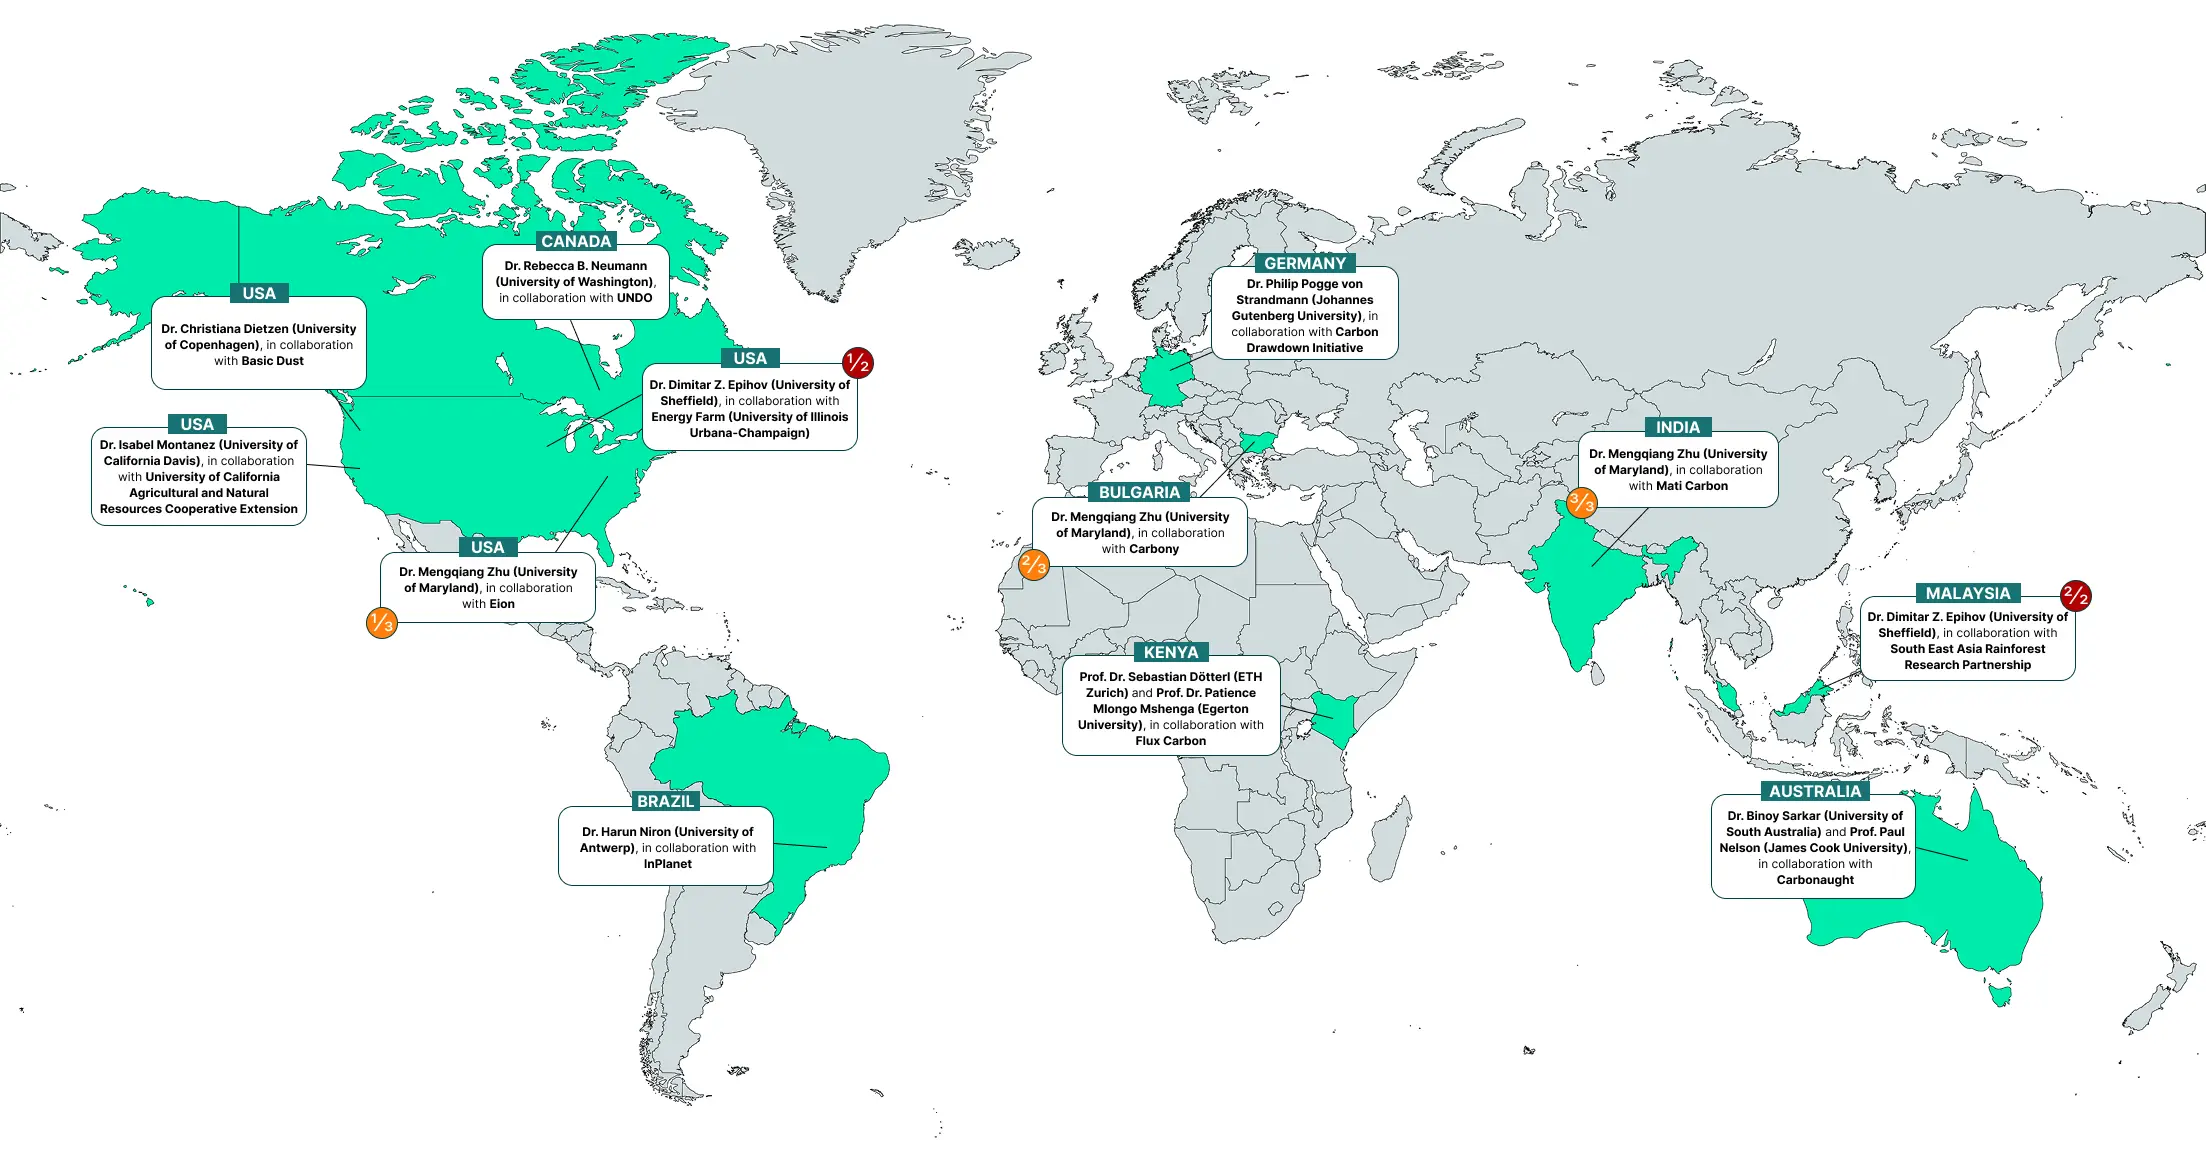 CANADA
Dr. Rebecca B. Neumann
(University of Washington),
in collaboration with UNDO
GERMANY
Dr. Philip Pogge von
Strandmann (Johannes
Gutenberg University), in
collaboration with Carbon
Drawdown Initiative
USA
Dr. Christiana Dietzen (University
of Copenhagen), in collaboration
with Basic Dust
USA
1/2
Dr. Dimitar Z. Epihov (University of
Sheffield), in collaboration with
Energy Farm (University of Illinois
Urbana-Champaign)
USA
Dr. Isabel Montanez (University of
California Davis), in collaboration
with University of California
Agricultural and Natural
Resources Cooperative Extension
INDIA
Dr. Mengqiang Zhu (University
of Maryland), in collaboration
with Mati Carbon
3/3
BULGARIA
Dr. Mengqiang Zhu (University
of Maryland), in collaboration
with Carbony
2/3
USA
Dr. Mengqiang Zhu (University
of Maryland), in collaboration
with Eion
1/3
MALAYSIA
2/2
Dr. Dimitar Z. Epihov (University of
Sheffield), in collaboration with
South East Asia Rainforest
Research Partnership
KENYA
Prof. Dr. Sebastian Dötterl (ETH
Zurich) and Prof. Dr. Patience
Mlongo Mshenga (Egerton
University), in collaboration with
Flux Carbon
BRAZIL
Dr. Harun Niron (University of
Antwerp), in collaboration with
InPlanet
AUSTRALIA
Dr. Binoy Sarkar (University of
South Australia) and Prof. Paul
Nelson (James Cook University),
in collaboration with
Carbonaught